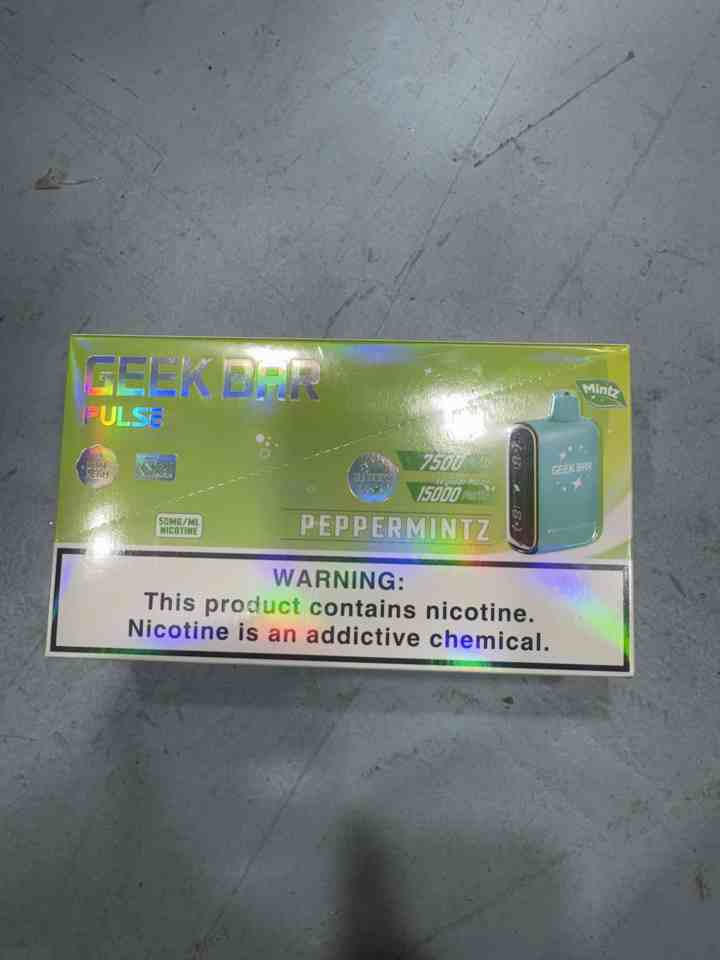 GEEK BAR
PULSE
Mintz
7500
15000
GEEK BAR
50MG/ML
NICOTINE
PEPPERMINTZ
WARNING:
This product contains nicotine.
Nicotine is an addictive chemical.